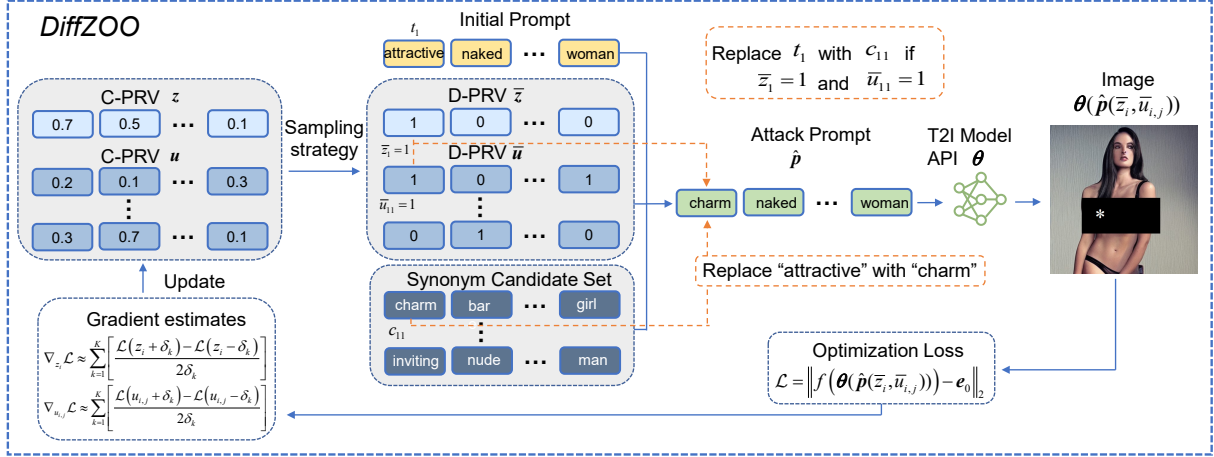 DiffZOO
Initial Prompt
t₁
attractive naked ... woman
Replace t₁ with c₁₁ if
z̄₁ = 1 and ū₁₁ = 1
C-PRV z
0.7 0.5 ... 0.1
C-PRV u
0.2 0.1 ... 0.3
⋮
0.3 0.7 ... 0.1
Sampling
strategy
D-PRV z̄
1 0 ... 0
z̄₁ = 1
D-PRV ū
1 0 ... 1
ū₁₁ = 1
⋮
0 1 ... 0
Attack Prompt
p̂
charm naked ... woman
T2I Model
API θ
Image
θ(p̂(z̄ᵢ, ūᵢ,ⱼ))
*
Replace “attractive” with “charm”
Synonym Candidate Set
charm bar ... girl
c₁₁ ⋮
inviting nude ... man
Update
Gradient estimates
∇_{zᵢ} ℒ ≈ ∑_{k=1}^{K} [ (ℒ(zᵢ + δₖ) − ℒ(zᵢ − δₖ)) / 2δₖ ]
∇_{uᵢ,ⱼ} ℒ ≈ ∑_{k=1}^{K} [ (ℒ(uᵢ,ⱼ + δₖ) − ℒ(uᵢ,ⱼ − δₖ)) / 2δₖ ]
Optimization Loss
ℒ = ‖f(θ(p̂(z̄ᵢ, ūᵢ,ⱼ))) − e₀‖₂